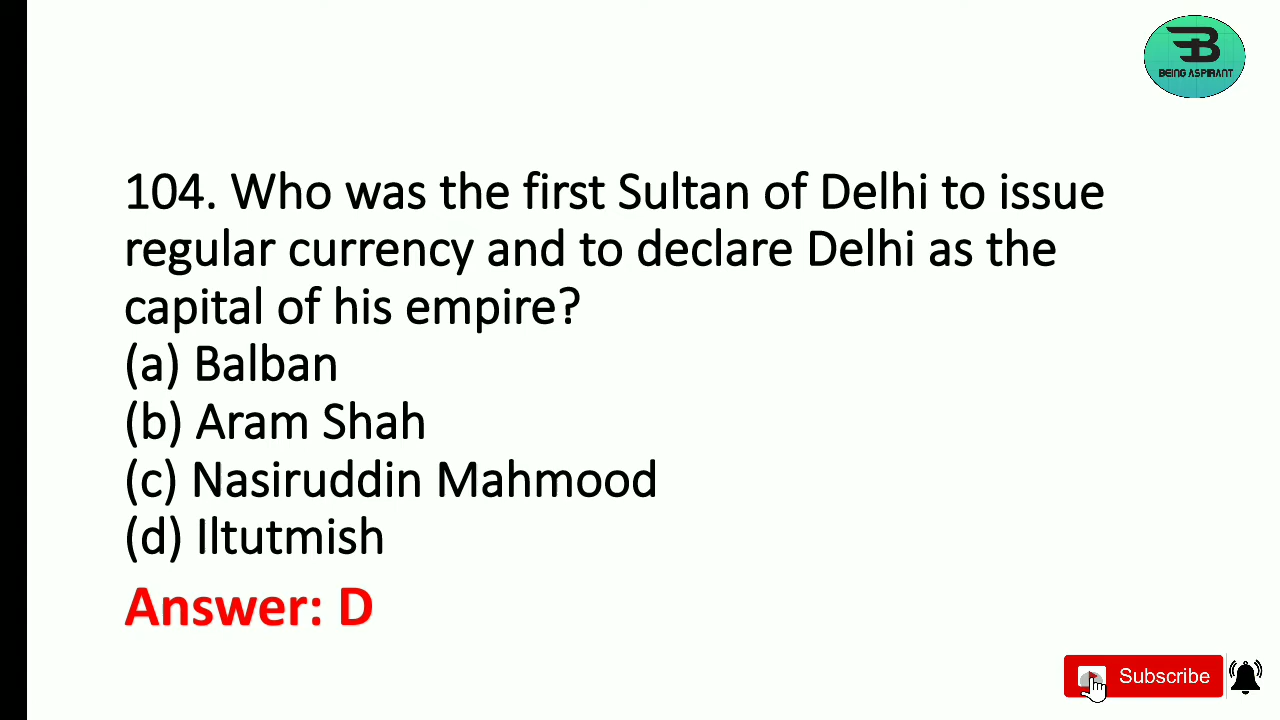 BEING ASPIRANT
104. Who was the first Sultan of Delhi to issue
regular currency and to declare Delhi as the
capital of his empire?
(a) Balban
(b) Aram Shah
(c) Nasiruddin Mahmood
(d) Iltutmish
Answer: D
Subscribe